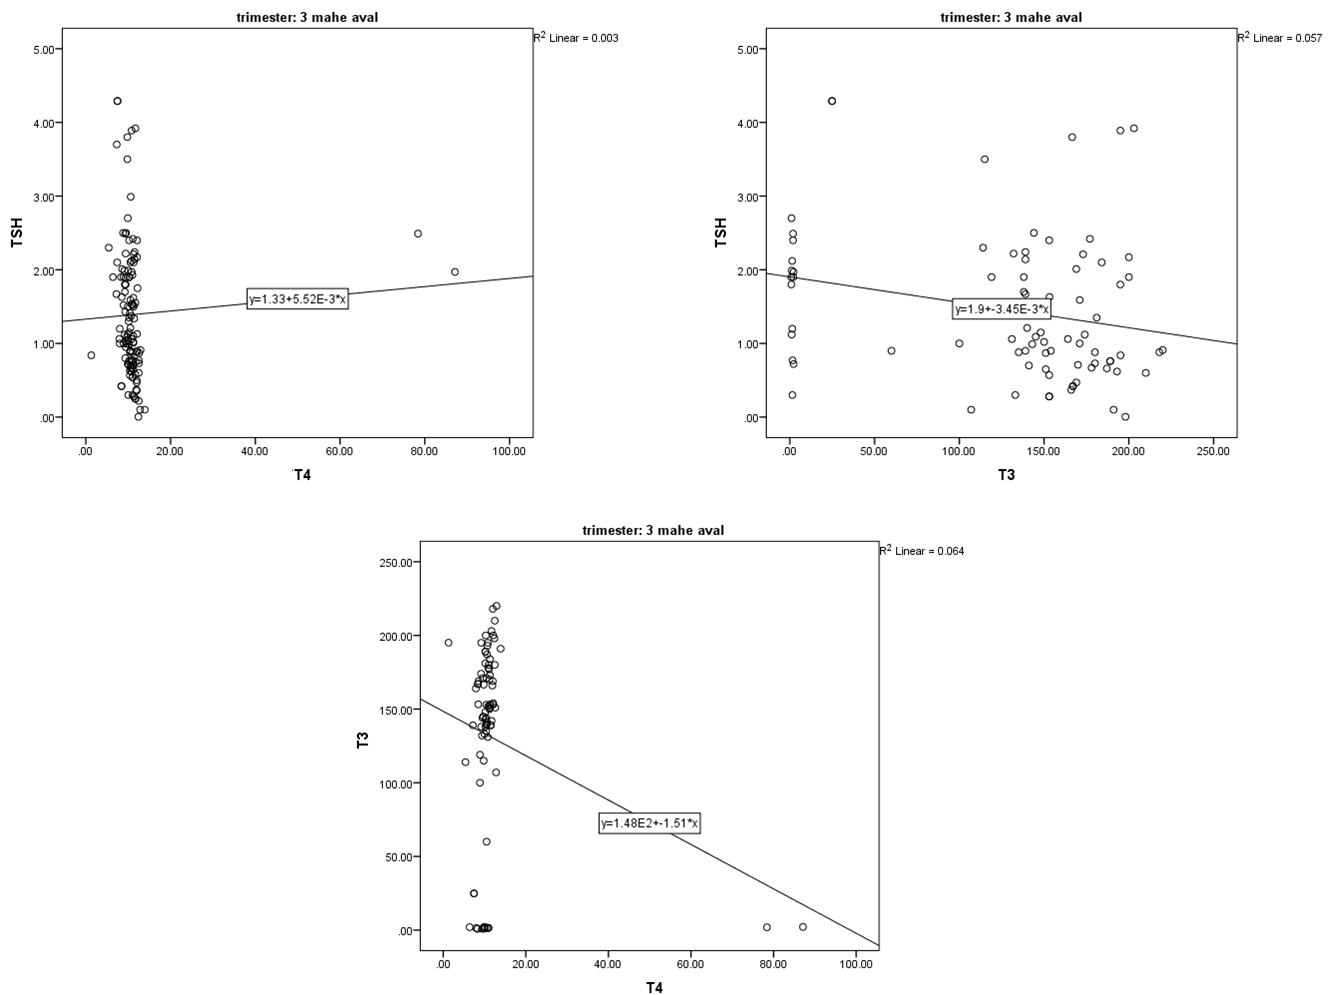 trimester: 3 mahe aval
R² Linear = 0.003
5.00
4.00
3.00
2.00
1.00
.00
TSH
y=1.33+5.52E-3*x
.00 20.00 40.00 60.00 80.00 100.00
T4
trimester: 3 mahe aval
R² Linear = 0.057
5.00
4.00
3.00
2.00
1.00
.00
TSH
y=1.9+-3.45E-3*x
.00 50.00 100.00 150.00 200.00 250.00
T3
trimester: 3 mahe aval
R² Linear = 0.064
250.00
200.00
150.00
100.00
50.00
.00
T3
y=1.48E2+-1.51*x
.00 20.00 40.00 60.00 80.00 100.00
T4